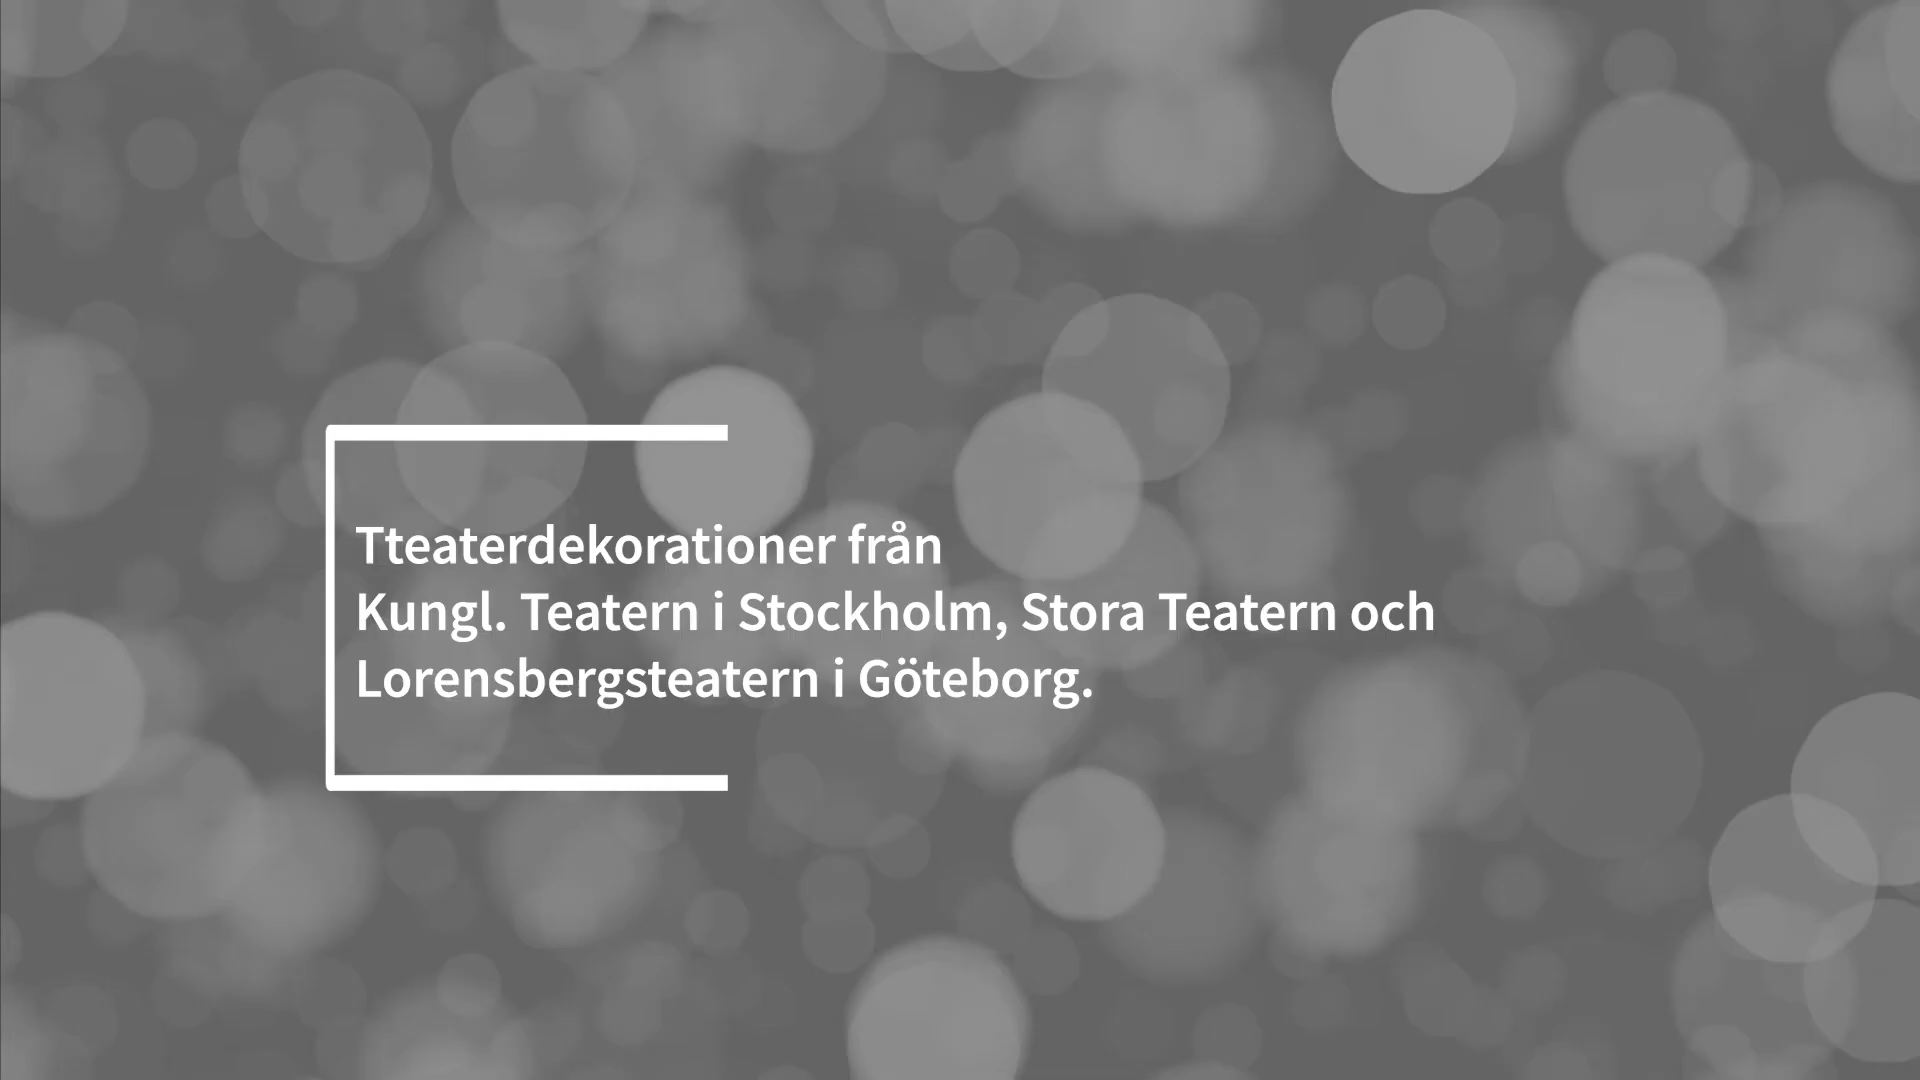 Tteaterdekorationer från
Kungl. Teatern i Stockholm, Stora Teatern och
Lorensbergsteatern i Göteborg.